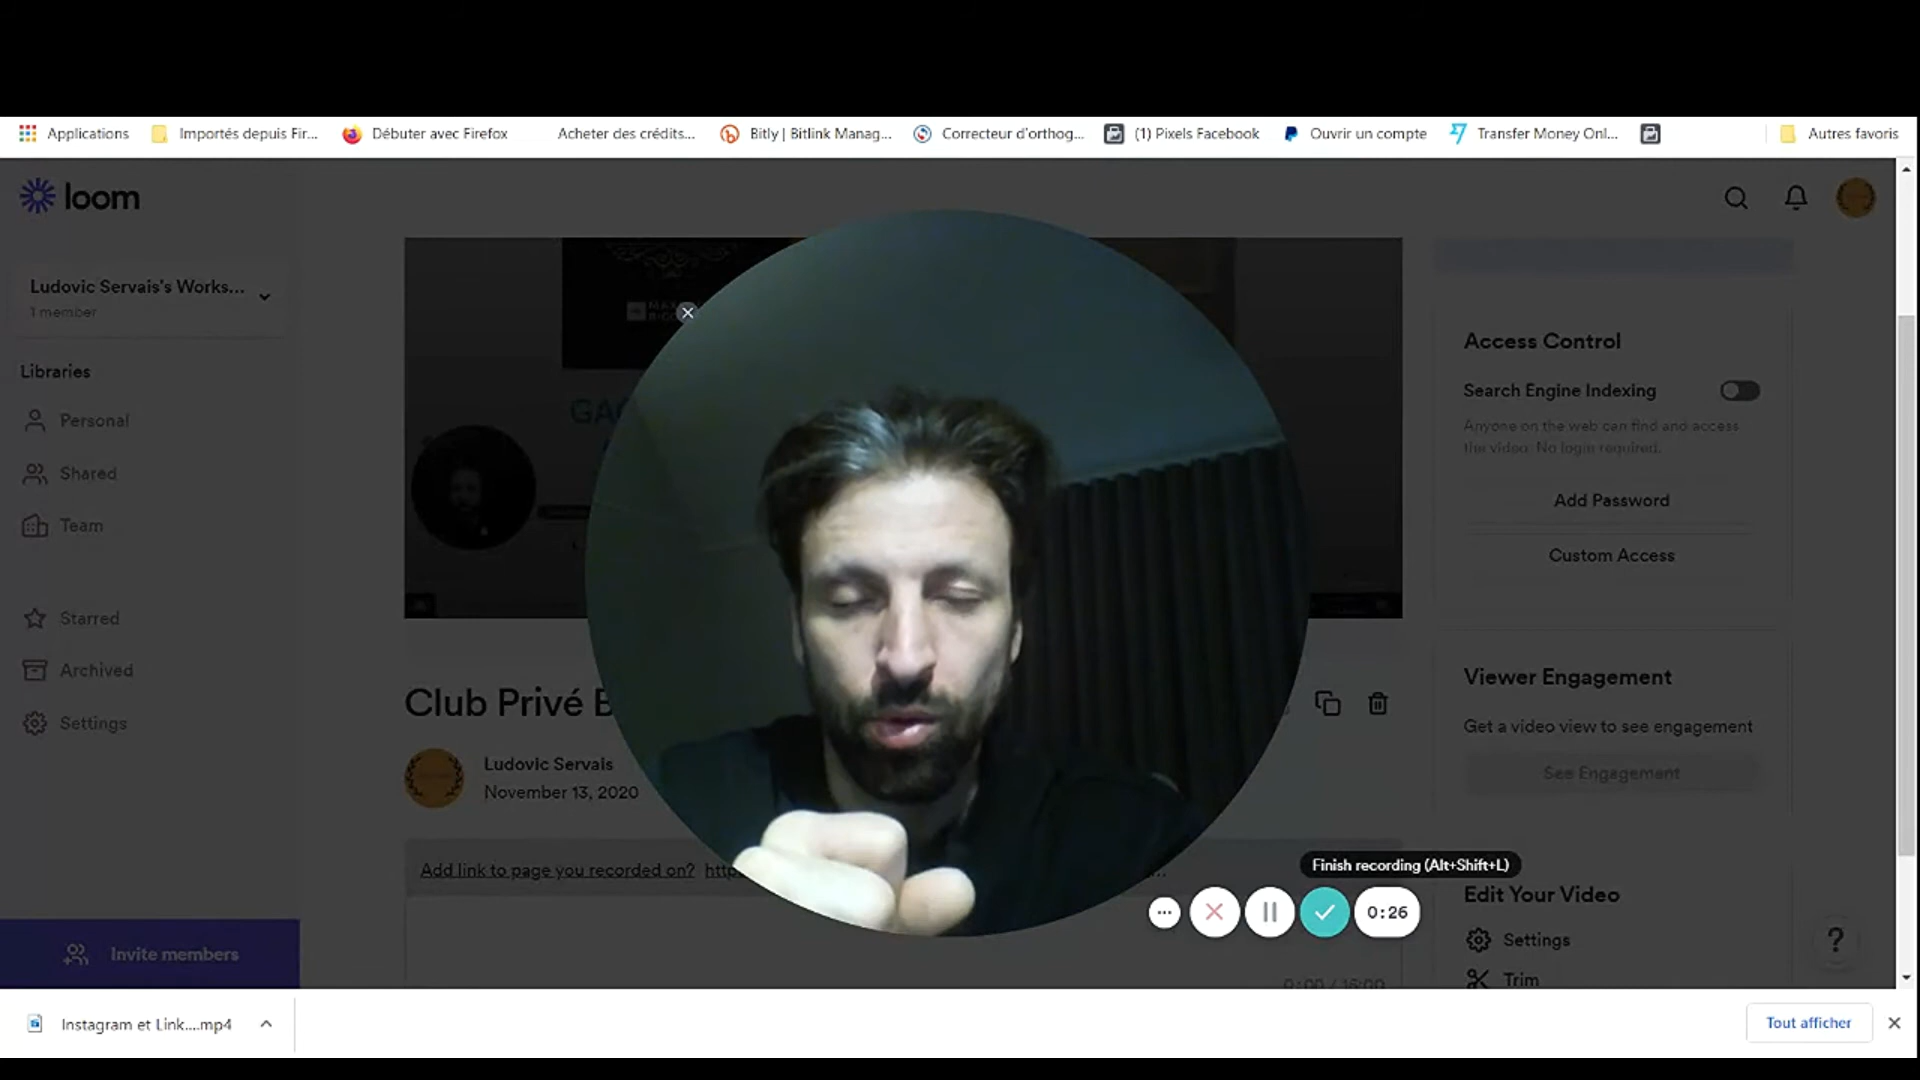 Applications
Importés depuis Fir...
Débuter avec Firefox
Acheter des crédits...
Bitly | Bitlink Manag...
Correcteur d'orthog...
(1) Pixels Facebook
Ouvrir un compte
Transfer Money Onl...
Autres favoris
loom
Ludovic Servais's Works...
1 member
Libraries
Personal
Shared
Team
Starred
Archived
Settings
Invite members
GA
Club Privé
Ludovic Servais
November 13, 2020
Add link to page you recorded on?
0:00 / 16:00
Access Control
Search Engine Indexing
Anyone on the web can find and access
the video. No login required.
Add Password
Custom Access
Viewer Engagement
Get a video view to see engagement
See Engagement
Finish recording (Alt+Shift+L)
0:26
Edit Your Video
Settings
Trim
?
Instagram et Link....mp4
Tout afficher